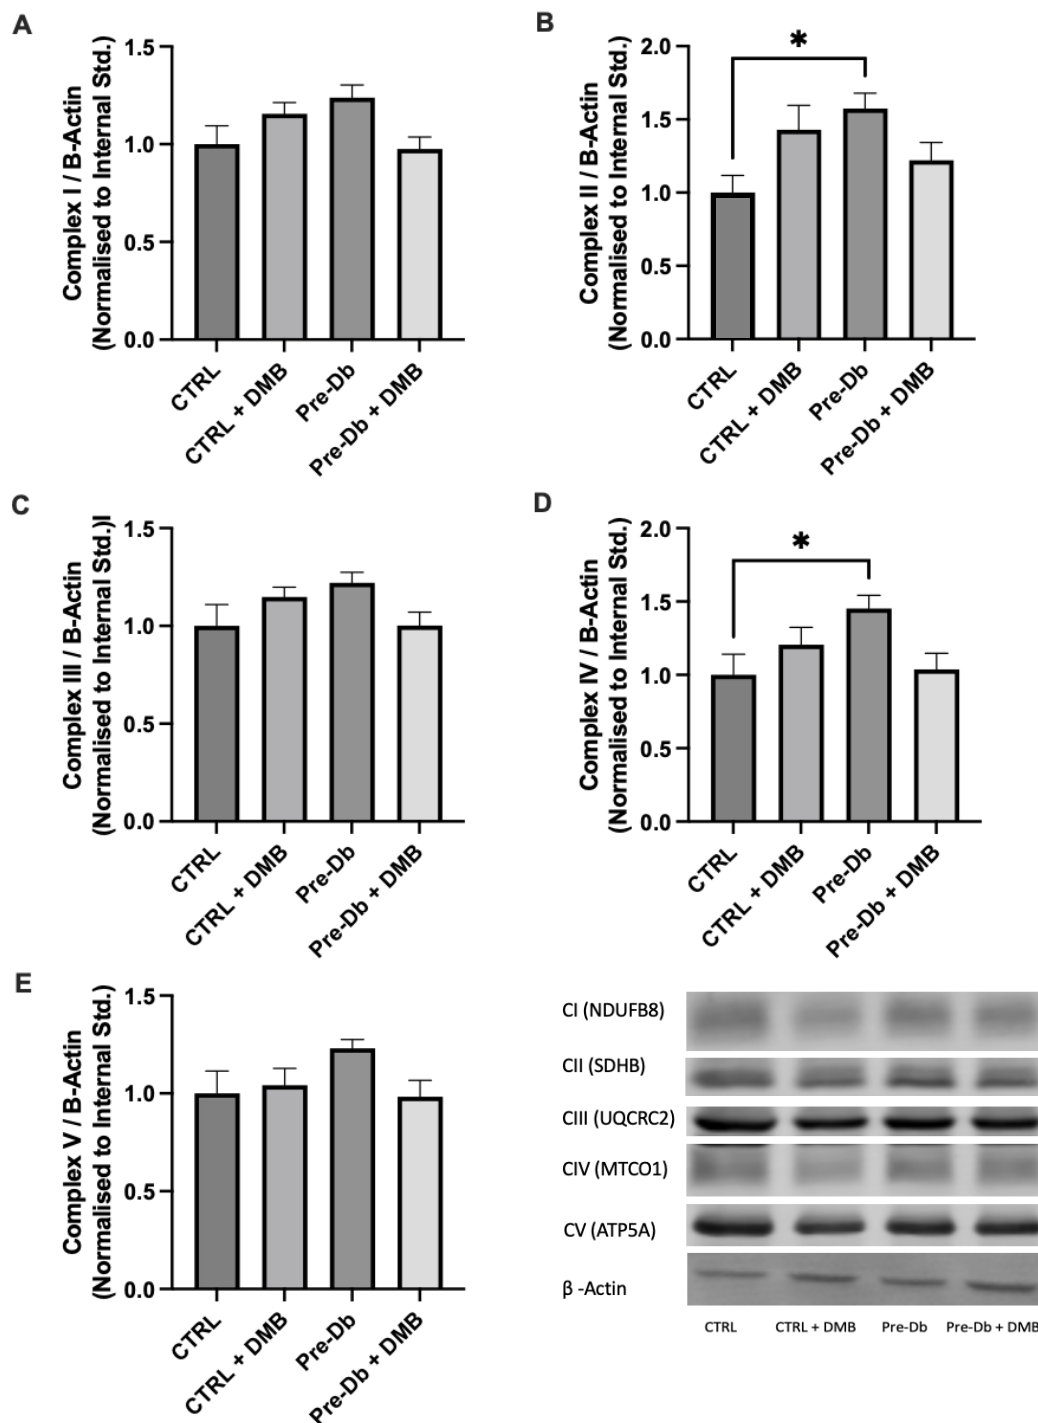 A
Complex I / B-Actin
(Normalised to Internal Std.)
1.5
1.0
0.5
0.0
CTRL
CTRL + DMB
Pre-Db
Pre-Db + DMB
B
Complex II / B-Actin
(Normalised to Internal Std.)
2.0
1.5
1.0
0.5
0.0
*
CTRL
CTRL + DMB
Pre-Db
Pre-Db + DMB
C
Complex III / B-Actin
(Normalised to Internal Std.)l
1.5
1.0
0.5
0.0
CTRL
CTRL + DMB
Pre-Db
Pre-Db + DMB
D
Complex IV / B-Actin
(Normalised to Internal Std.)
2.0
1.5
1.0
0.5
0.0
*
CTRL
CTRL + DMB
Pre-Db
Pre-Db + DMB
E
Complex V / B-Actin
(Normalised to Internal Std.)
1.5
1.0
0.5
0.0
CTRL
CTRL + DMB
Pre-Db
Pre-Db + DMB
CI (NDUFB8)
CII (SDHB)
CIII (UQCRC2)
CIV (MTCO1)
CV (ATP5A)
β -Actin
CTRL
CTRL + DMB
Pre-Db
Pre-Db + DMB